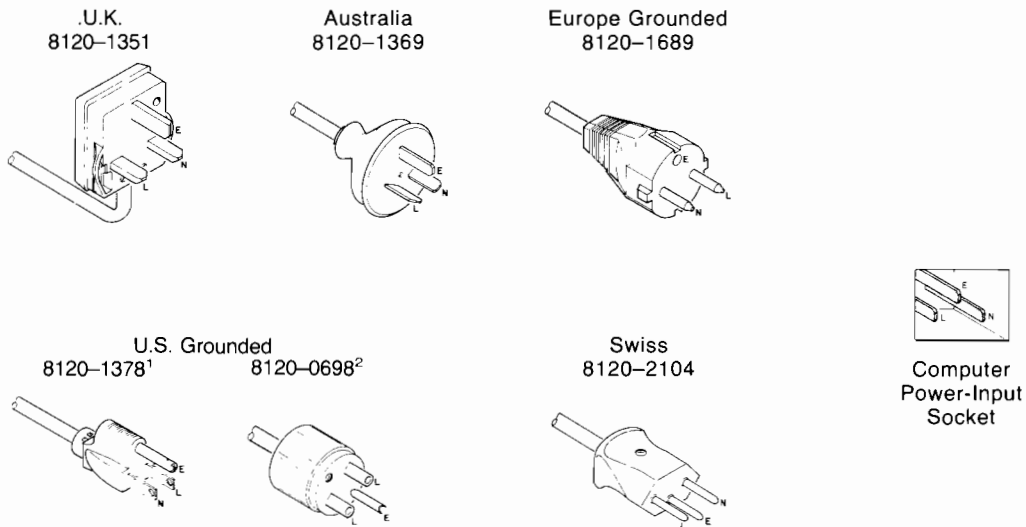 .U.K.
8120–1351
Australia
8120–1369
Europe Grounded
8120–1689
E
N
L
E
N
L
E
L
N
E
N
L
Computer
Power-Input
Socket
U.S. Grounded
8120–1378¹
8120–0698²
Swiss
8120–2104
E
L
N
L
E
L
N
E
L